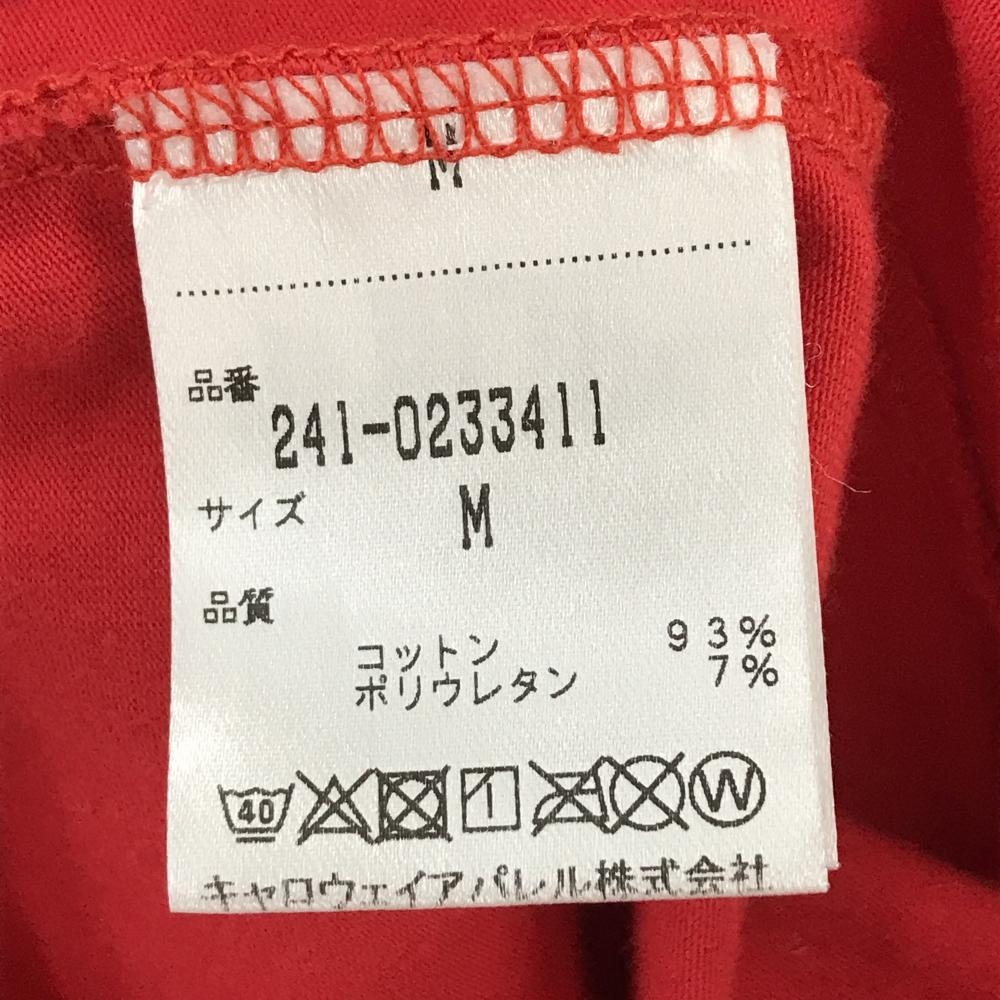 M
品番
241-0233411
サイズ M
品質
コットン 93%
ポリウレタン 7%
40 W
キャロウェイアパレル株式会社